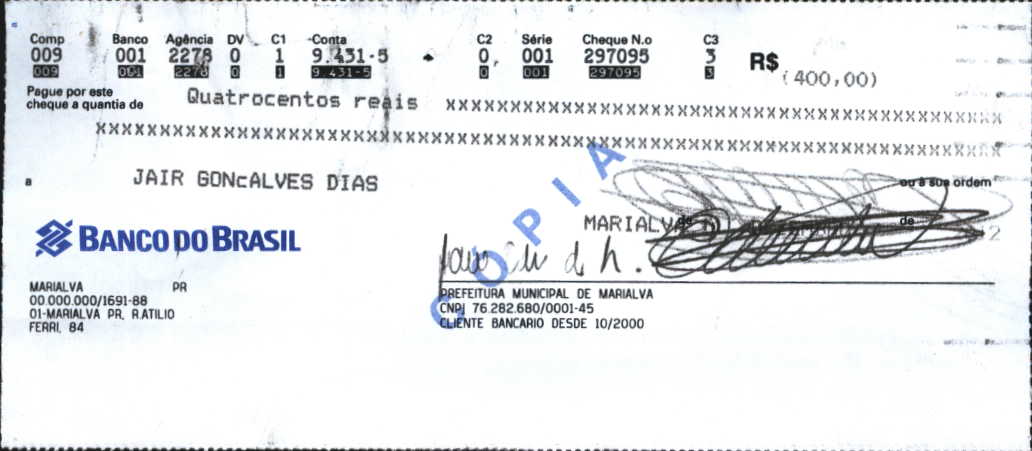 Comp Banco Agência DV C1 Conta C2 Série Cheque N.o C3
009 001 2278 0 1 9.431-5 0, 001 297095 3 R$ (400,00)
009 001 2278 0 1 9.431-5 0 001 297095 3
Pague por este
cheque a quantia de Quatrocentos reais xxxxxxxxxxxxxxxxxxxxxxxxxxxxxxxxxxxxxxxxxxxxxx
xxxxxxxxxxxxxxxxxxxxxxxxxxxxxxxxxxxxxxxxxxxxxxxxxxxxxxxxxxxxxxxxxxxxxxxxxxx
a JAIR GONcALVES DIAS ou à sua ordem
COPIA
MARIALVA de de
BANCO DO BRASIL
MARIALVA PR
00.000.000/1691-88
01-MARIALVA PR. R.ATILIO
FERRI, 84
PREFEITURA MUNICIPAL DE MARIALVA
CNPJ 76.282.680/0001-45
CLIENTE BANCARIO DESDE 10/2000